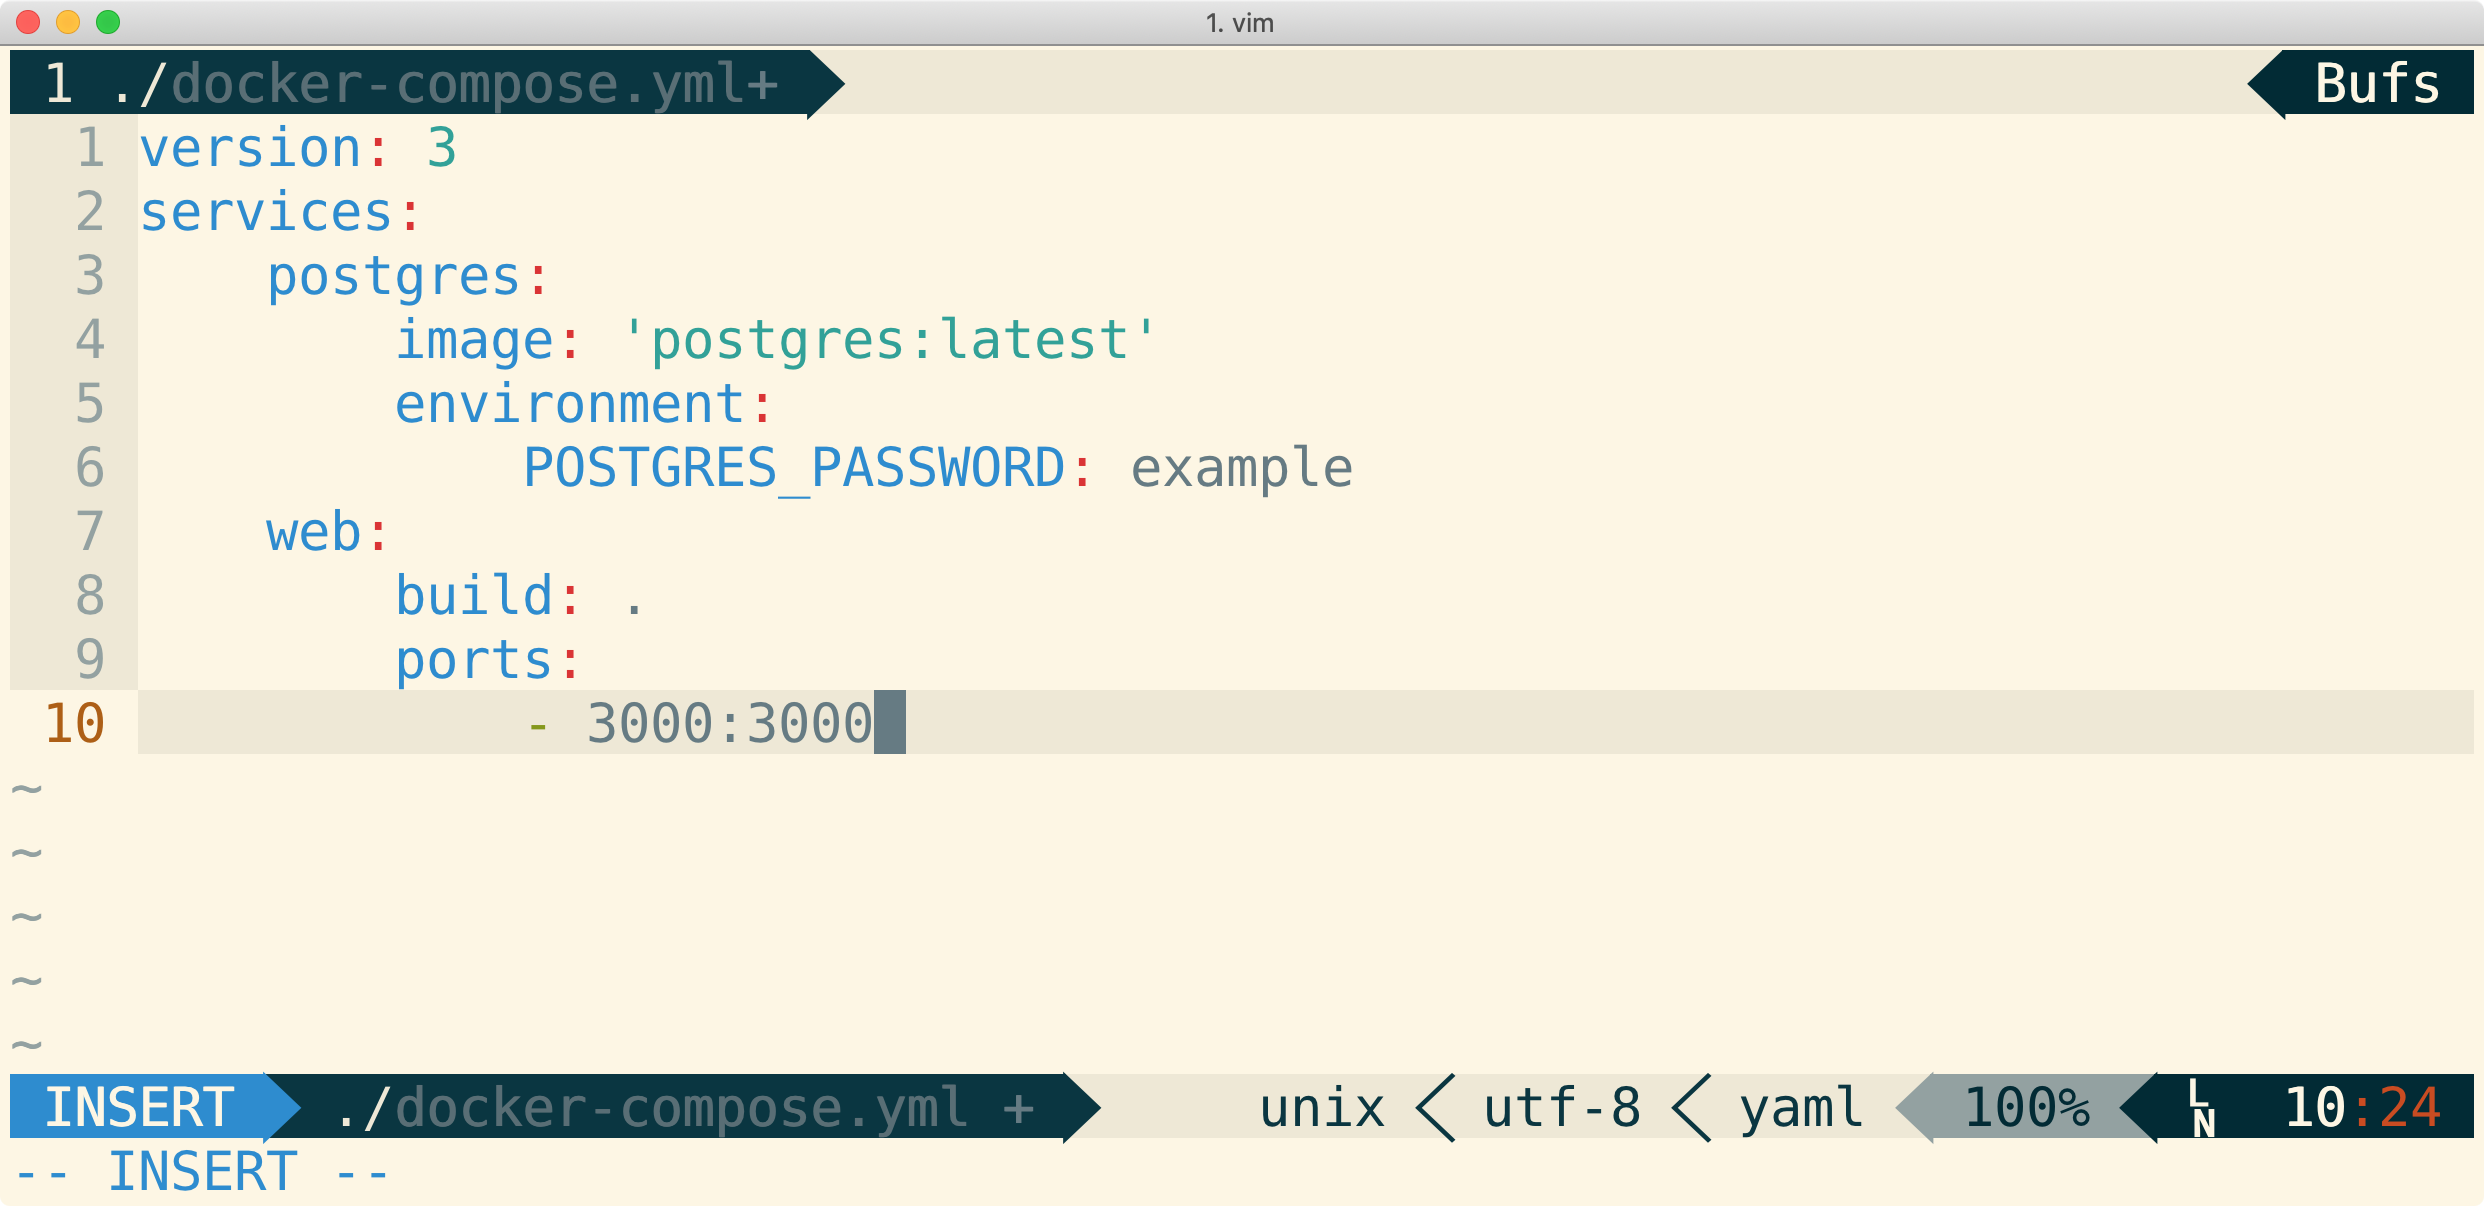 1. vim
1 ./docker-compose.yml+ Bufs
1 version: 3
2 services:
3     postgres:
4         image: 'postgres:latest'
5         environment:
6             POSTGRES_PASSWORD: example
7     web:
8         build: .
9         ports:
10             - 3000:3000
~
~
~
~
~
INSERT ./docker-compose.yml + unix utf-8 yaml 100% LN 10:24
-- INSERT --